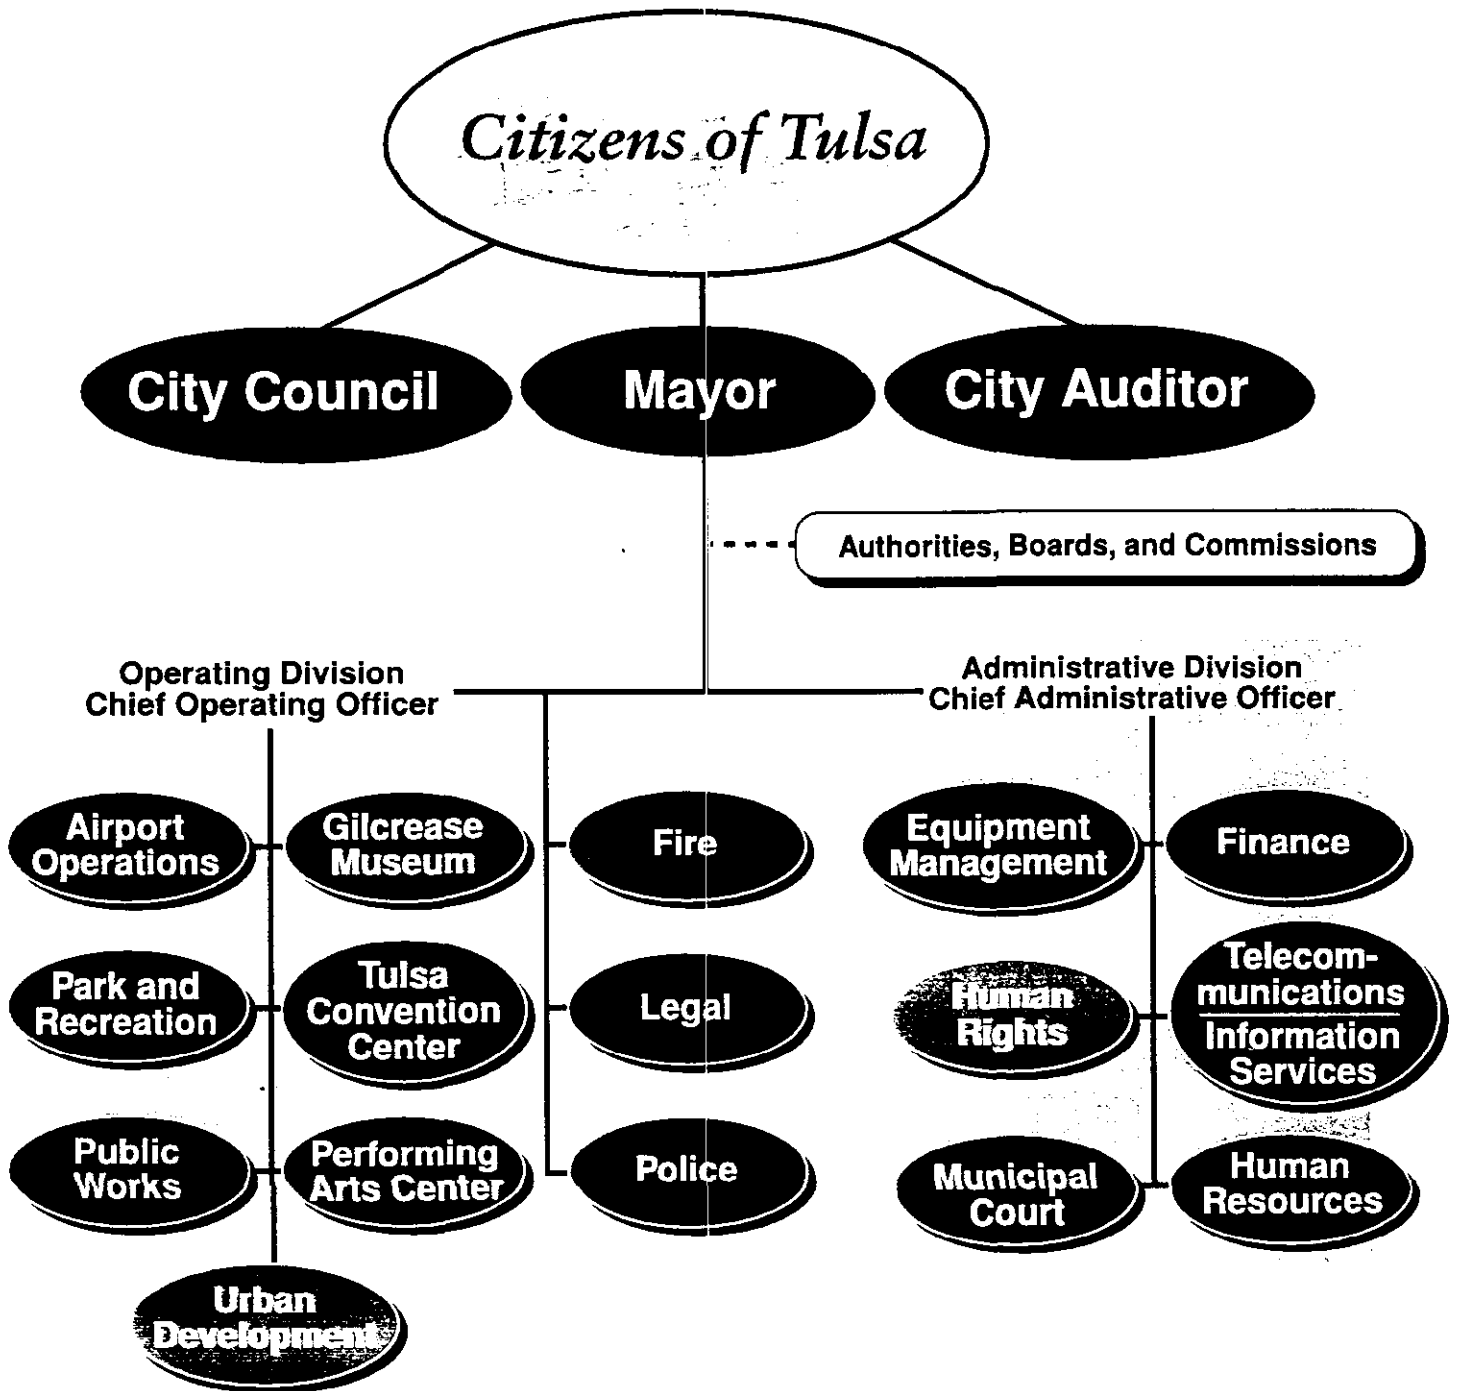 Citizens of Tulsa
City Council
Mayor
City Auditor
Authorities, Boards, and Commissions
Operating Division
Chief Operating Officer
Administrative Division
Chief Administrative Officer
Airport
Operations
Gilcrease
Museum
Fire
Equipment
Management
Finance
Park and
Recreation
Tulsa
Convention
Center
Legal
Human
Rights
Telecom-
munications
Information
Services
Public
Works
Performing
Arts Center
Police
Municipal
Court
Human
Resources
Urban
Development